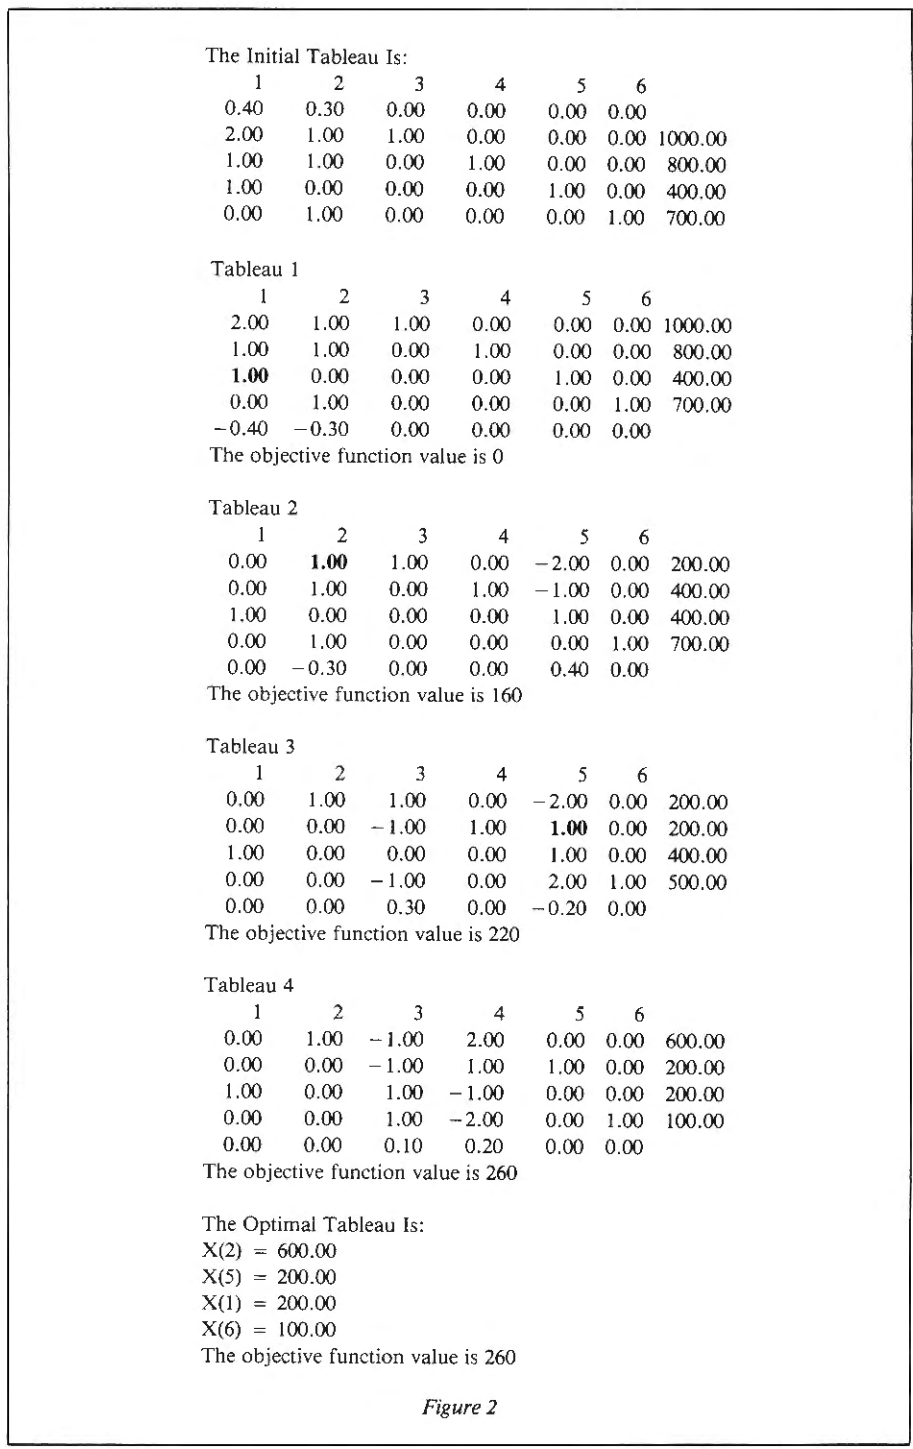 The Initial Tableau Is:
1 2 3 4 5 6
0.40 0.30 0.00 0.00 0.00 0.00
2.00 1.00 1.00 0.00 0.00 0.00 1000.00
1.00 1.00 0.00 1.00 0.00 0.00 800.00
1.00 0.00 0.00 0.00 1.00 0.00 400.00
0.00 1.00 0.00 0.00 0.00 1.00 700.00
Tableau 1
1 2 3 4 5 6
2.00 1.00 1.00 0.00 0.00 0.00 1000.00
1.00 1.00 0.00 1.00 0.00 0.00 800.00
1.00 0.00 0.00 0.00 1.00 0.00 400.00
0.00 1.00 0.00 0.00 0.00 1.00 700.00
−0.40 −0.30 0.00 0.00 0.00 0.00
The objective function value is 0
Tableau 2
1 2 3 4 5 6
0.00 1.00 1.00 0.00 −2.00 0.00 200.00
0.00 1.00 0.00 1.00 −1.00 0.00 400.00
1.00 0.00 0.00 0.00 1.00 0.00 400.00
0.00 1.00 0.00 0.00 0.00 1.00 700.00
0.00 −0.30 0.00 0.00 0.40 0.00
The objective function value is 160
Tableau 3
1 2 3 4 5 6
0.00 1.00 1.00 0.00 −2.00 0.00 200.00
0.00 0.00 −1.00 1.00 1.00 0.00 200.00
1.00 0.00 0.00 0.00 1.00 0.00 400.00
0.00 0.00 −1.00 0.00 2.00 1.00 500.00
0.00 0.00 0.30 0.00 −0.20 0.00
The objective function value is 220
Tableau 4
1 2 3 4 5 6
0.00 1.00 −1.00 2.00 0.00 0.00 600.00
0.00 0.00 −1.00 1.00 1.00 0.00 200.00
1.00 0.00 1.00 −1.00 0.00 0.00 200.00
0.00 0.00 1.00 −2.00 0.00 1.00 100.00
0.00 0.00 0.10 0.20 0.00 0.00
The objective function value is 260
The Optimal Tableau Is:
X(2) = 600.00
X(5) = 200.00
X(1) = 200.00
X(6) = 100.00
The objective function value is 260
Figure 2